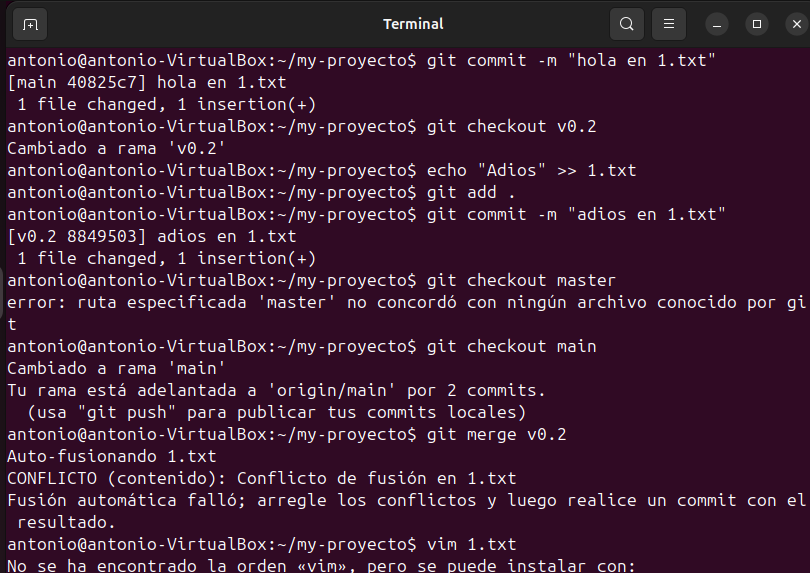 Terminal
antonio@antonio-VirtualBox:~/my-proyecto$ git commit -m "hola en 1.txt"
[main 40825c7] hola en 1.txt
 1 file changed, 1 insertion(+)
antonio@antonio-VirtualBox:~/my-proyecto$ git checkout v0.2
Cambiado a rama 'v0.2'
antonio@antonio-VirtualBox:~/my-proyecto$ echo "Adios" >> 1.txt
antonio@antonio-VirtualBox:~/my-proyecto$ git add .
antonio@antonio-VirtualBox:~/my-proyecto$ git commit -m "adios en 1.txt"
[v0.2 8849503] adios en 1.txt
 1 file changed, 1 insertion(+)
antonio@antonio-VirtualBox:~/my-proyecto$ git checkout master
error: ruta especificada 'master' no concordó con ningún archivo conocido por gi
t
antonio@antonio-VirtualBox:~/my-proyecto$ git checkout main
Cambiado a rama 'main'
Tu rama está adelantada a 'origin/main' por 2 commits.
  (usa "git push" para publicar tus commits locales)
antonio@antonio-VirtualBox:~/my-proyecto$ git merge v0.2
Auto-fusionando 1.txt
CONFLICTO (contenido): Conflicto de fusión en 1.txt
Fusión automática falló; arregle los conflictos y luego realice un commit con el
 resultado.
antonio@antonio-VirtualBox:~/my-proyecto$ vim 1.txt
No se ha encontrado la orden «vim», pero se puede instalar con: